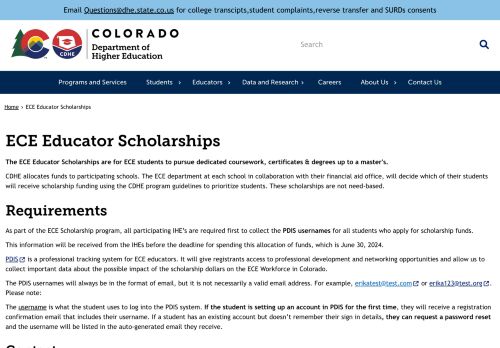 Email Questions@dhe.state.co.us for college transcipts,student complaints,reverse transfer and SURDs consents
COLORADO
Department of
Higher Education
CDHE
Search
Programs and Services Students Educators Data and Research Careers About Us Contact Us
Home › ECE Educator Scholarships
ECE Educator Scholarships
The ECE Educator Scholarships are for ECE students to pursue dedicated coursework, certificates & degrees up to a master's.
CDHE allocates funds to participating schools. The ECE department at each school in collaboration with their financial aid office, will decide which of their students
will receive scholarship funding using the CDHE program guidelines to prioritize students. These scholarships are not need-based.
Requirements
As part of the ECE Scholarship program, all participating IHE's are required first to collect the PDIS usernames for all students who apply for scholarship funds.
This information will be received from the IHEs before the deadline for spending this allocation of funds, which is June 30, 2024.
PDIS is a professional tracking system for ECE educators. It will give registrants access to professional development and networking opportunities and allow us to
collect important data about the possible impact of the scholarship dollars on the ECE Workforce in Colorado.
The PDIS usernames will always be in the format of email, but it is not necessarily a valid email address. For example, erikatest@test.com or erika123@test.org.
Please note:
The username is what the student uses to log into the PDIS system. If the student is setting up an account in PDIS for the first time, they will receive a registration
confirmation email that includes their username. If a student has an existing account but doesn't remember their sign in details, they can request a password reset
and the username will be listed in the auto-generated email they receive.